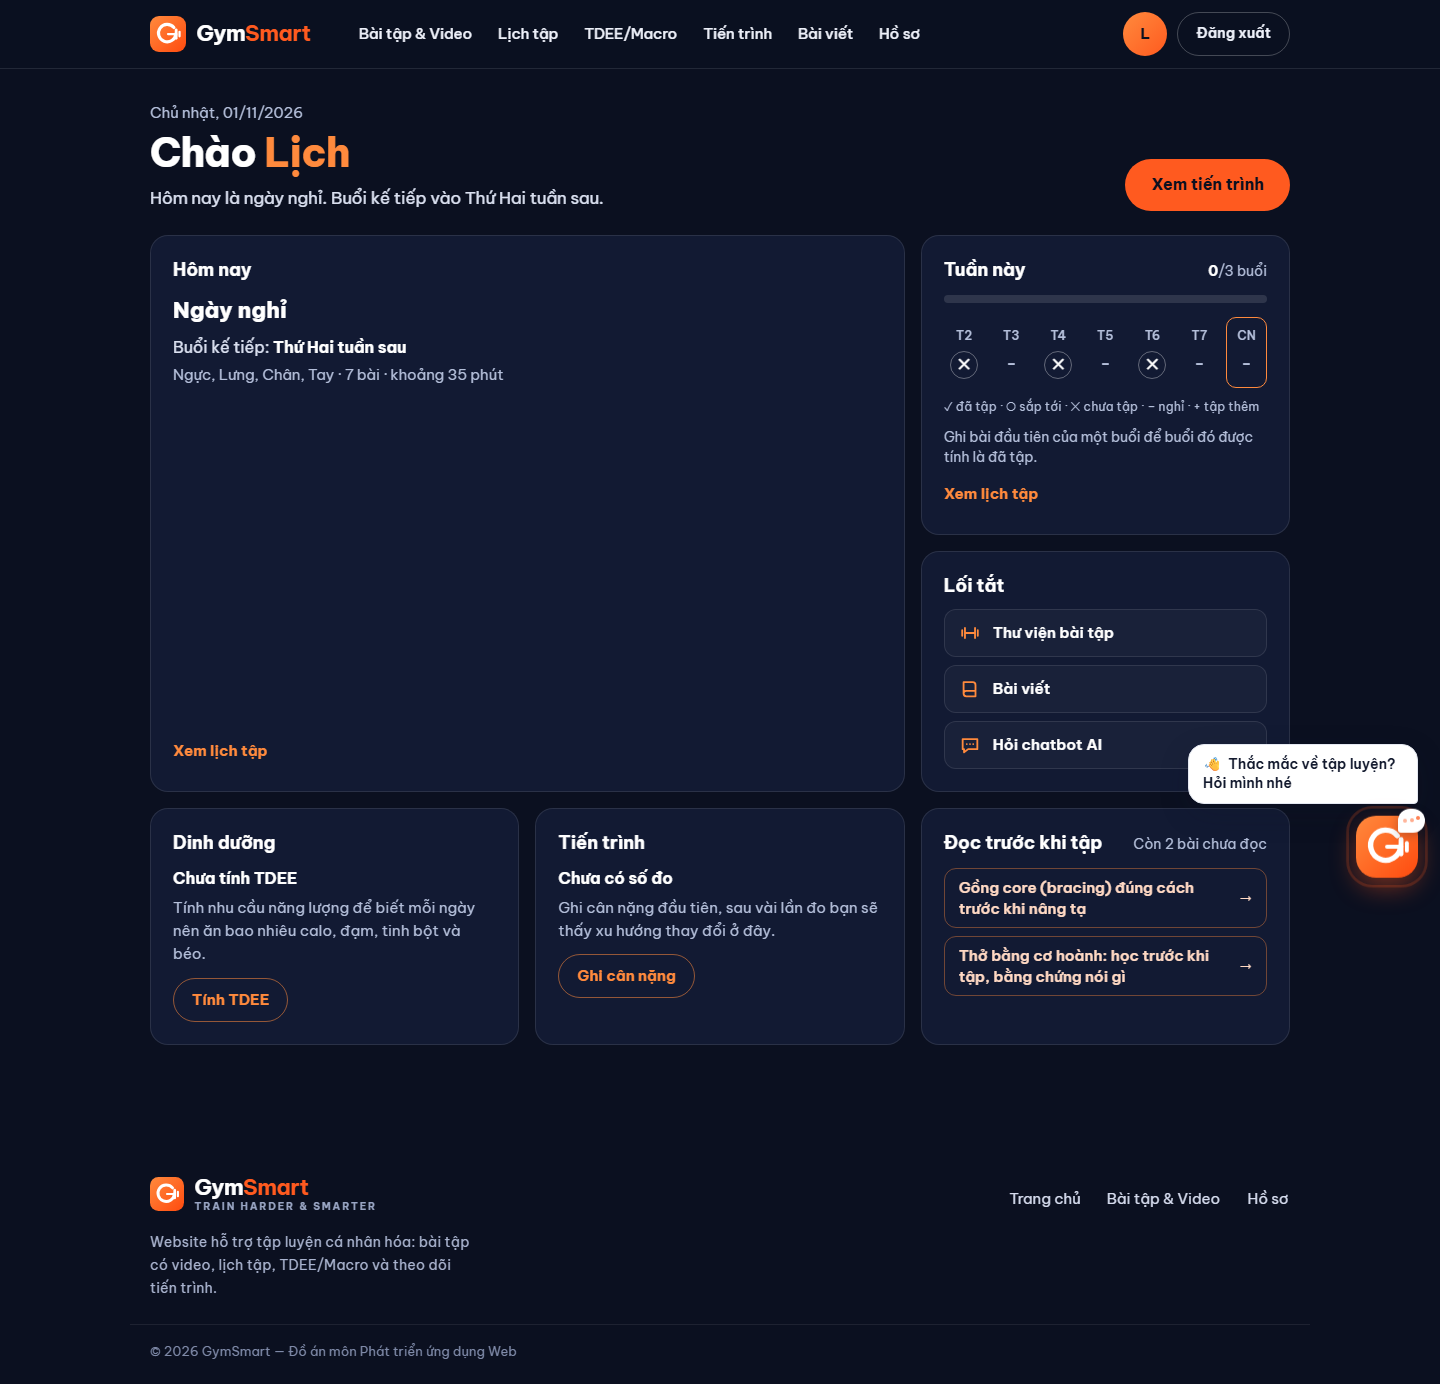 GymSmart
Bài tập & Video
Lịch tập
TDEE/Macro
Tiến trình
Bài viết
Hồ sơ
L
Đăng xuất
Chủ nhật, 01/11/2026
Chào Lịch
Hôm nay là ngày nghỉ. Buổi kế tiếp vào Thứ Hai tuần sau.
Xem tiến trình
Hôm nay
Ngày nghỉ
Buổi kế tiếp: Thứ Hai tuần sau
Ngực, Lưng, Chân, Tay · 7 bài · khoảng 35 phút
Xem lịch tập
Tuần này
0/3 buổi
T2 T3 T4 T5 T6 T7 CN
✕ – ✕ – ✕ – –
✓ đã tập · ○ sắp tới · ✕ chưa tập · – nghỉ · + tập thêm
Ghi bài đầu tiên của một buổi để buổi đó được
tính là đã tập.
Xem lịch tập
Lối tắt
Thư viện bài tập
Bài viết
Hỏi chatbot AI
👋 Thắc mắc về tập luyện?
Hỏi mình nhé
Dinh dưỡng
Chưa tính TDEE
Tính nhu cầu năng lượng để biết mỗi ngày
nên ăn bao nhiêu calo, đạm, tinh bột và
béo.
Tính TDEE
Tiến trình
Chưa có số đo
Ghi cân nặng đầu tiên, sau vài lần đo bạn sẽ
thấy xu hướng thay đổi ở đây.
Ghi cân nặng
Đọc trước khi tập
Còn 2 bài chưa đọc
Gồng core (bracing) đúng cách
trước khi nâng tạ →
Thở bằng cơ hoành: học trước khi
tập, bằng chứng nói gì →
GymSmart
TRAIN HARDER & SMARTER
Website hỗ trợ tập luyện cá nhân hóa: bài tập
có video, lịch tập, TDEE/Macro và theo dõi
tiến trình.
Trang chủ
Bài tập & Video
Hồ sơ
© 2026 GymSmart — Đồ án môn Phát triển ứng dụng Web